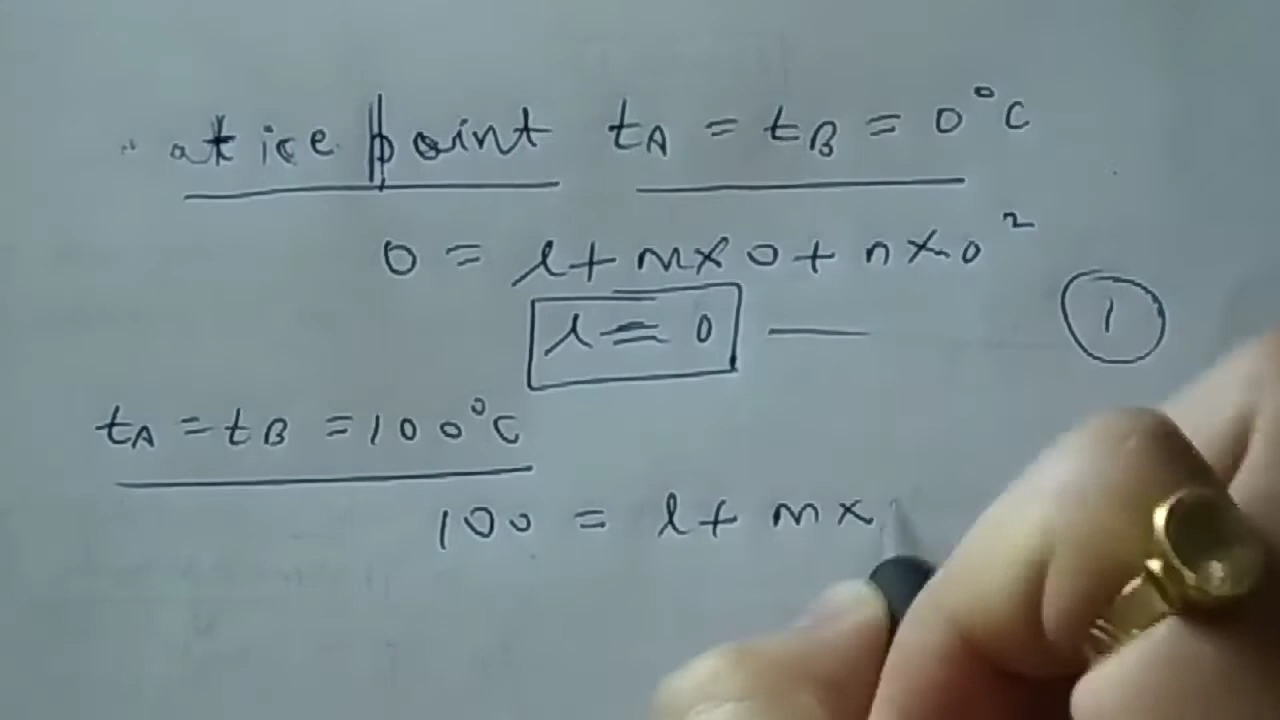 at ice point tA = tB = 0°C
0 = l + m×0 + n×0²
l = 0 — 1
tA = tB = 100°C
100 = l + m×